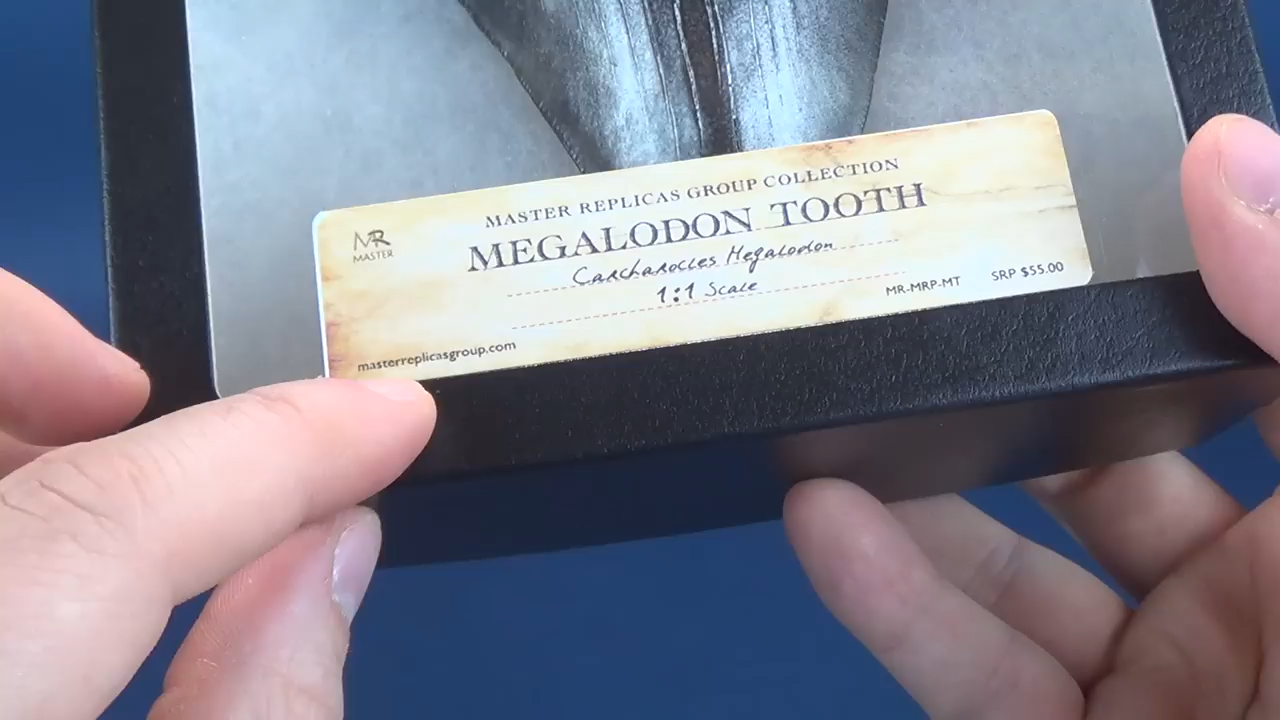 MASTER REPLICAS GROUP COLLECTION
MR
MASTER
MEGALODON TOOTH
Carcharocles Megalodon
1:1 Scale
MR-MRP-MT
SRP $55.00
masterreplicasgroup.com